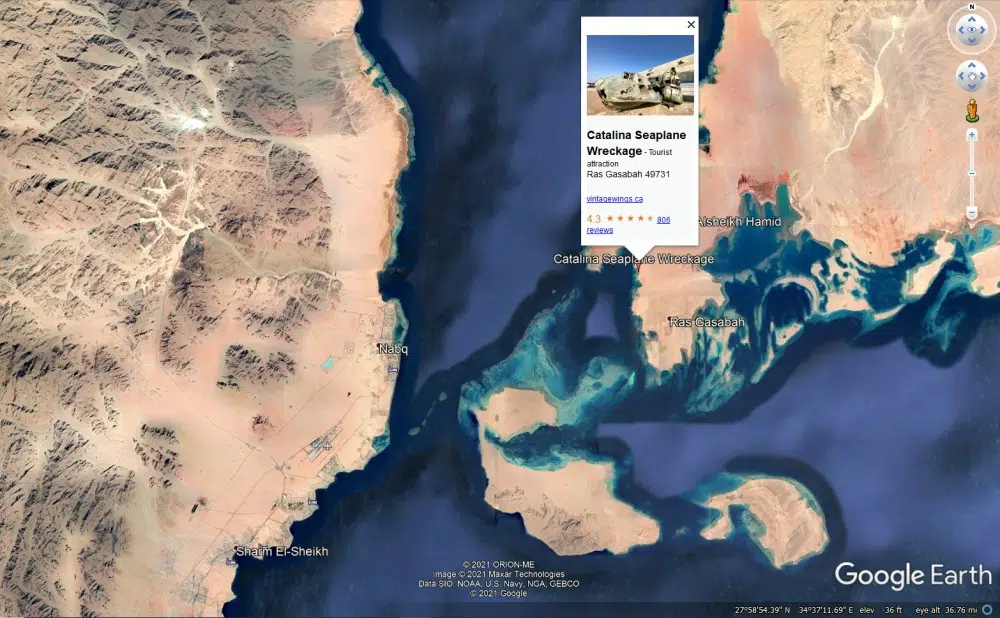 N
Catalina Seaplane
Wreckage - Tourist
attraction
Ras Gasabah 49731
vintagewings.ca
4.3 806
reviews
Alsheikh Hamid
Catalina Seaplane Wreckage
Ras Gasabah
Nabq
Sharm El-Sheikh
© 2021 ORION-ME
Image © 2021 Maxar Technologies
Data SIO, NOAA, U.S. Navy, NGA, GEBCO
© 2021 Google
Google Earth
27°58'54.39" N 34°37'11.69" E elev -36 ft eye alt 36.76 mi